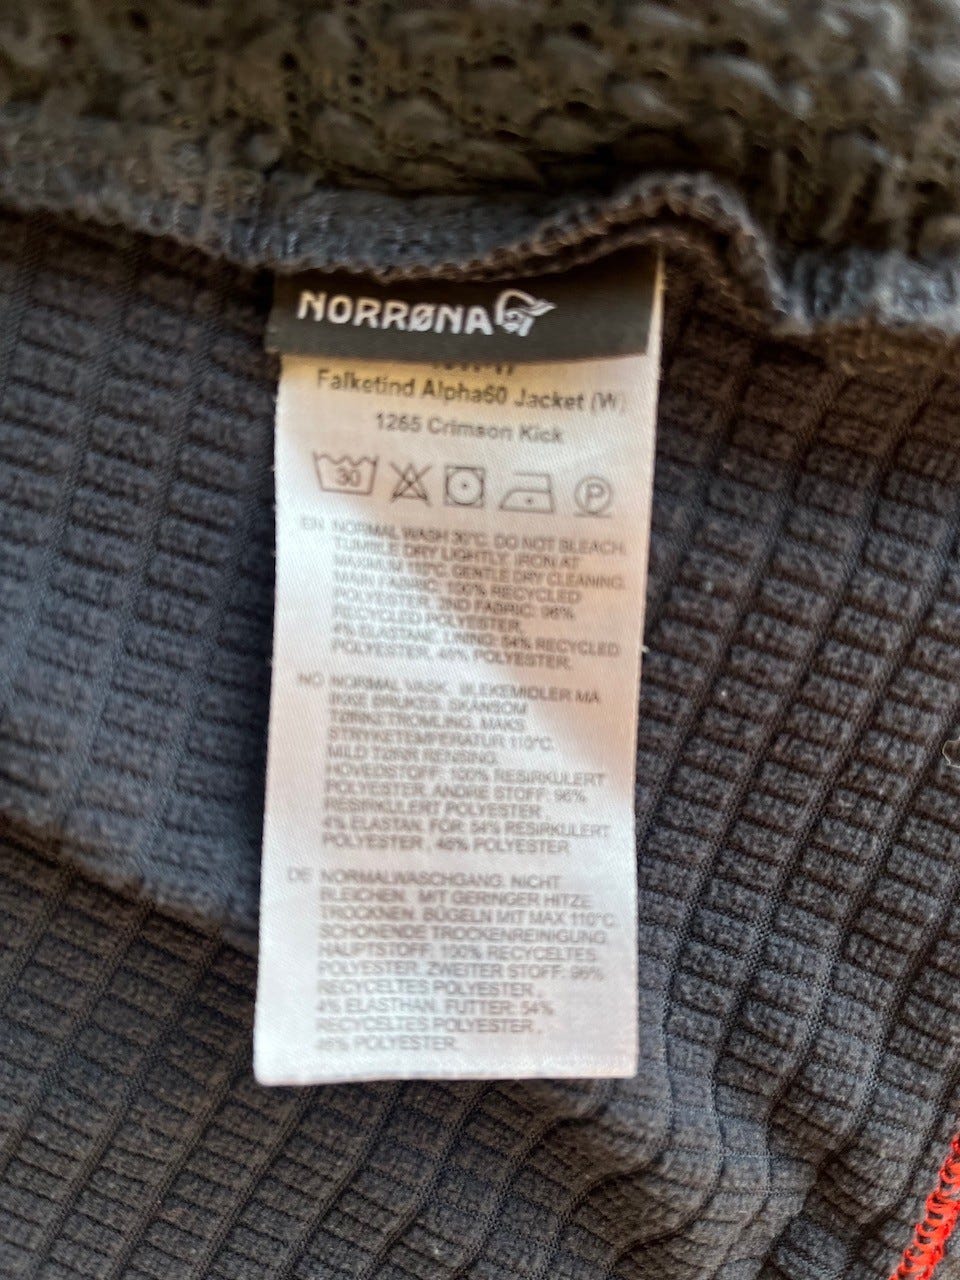 NORRØNA
Falketind Alpha60 Jacket (W)
1265 Crimson Kick
30
P
EN NORMAL WASH 30°C. DO NOT BLEACH.
TUMBLE DRY LIGHTLY. IRON AT
MAXIMUM 110°C. GENTLE DRY CLEANING.
MAIN FABRIC: 100% RECYCLED
POLYESTER. 2ND FABRIC: 96%
RECYCLED POLYESTER,
4% ELASTANE. LINING: 54% RECYCLED
POLYESTER, 46% POLYESTER.
NO NORMAL VASK. BLEKEMIDLER MÅ
IKKE BRUKES. SKÅNSOM
TØRKETROMLING. MAKS
STRYKETEMPERATUR 110°C.
MILD TØRR RENSING.
HOVEDSTOFF: 100% RESIRKULERT
POLYESTER. ANDRE STOFF: 96%
RESIRKULERT POLYESTER ,
4% ELASTAN. FÔR: 54% RESIRKULERT
POLYESTER , 46% POLYESTER
DE NORMALWASCHGANG. NICHT
BLEICHEN. MIT GERINGER HITZE
TROCKNEN. BÜGELN MIT MAX 110°C.
SCHONENDE TROCKENREINIGUNG.
HAUPTSTOFF: 100% RECYCELTES
POLYESTER. ZWEITER STOFF: 96%
RECYCELTES POLYESTER ,
4% ELASTHAN. FUTTER: 54%
RECYCELTES POLYESTER ,
46% POLYESTER.